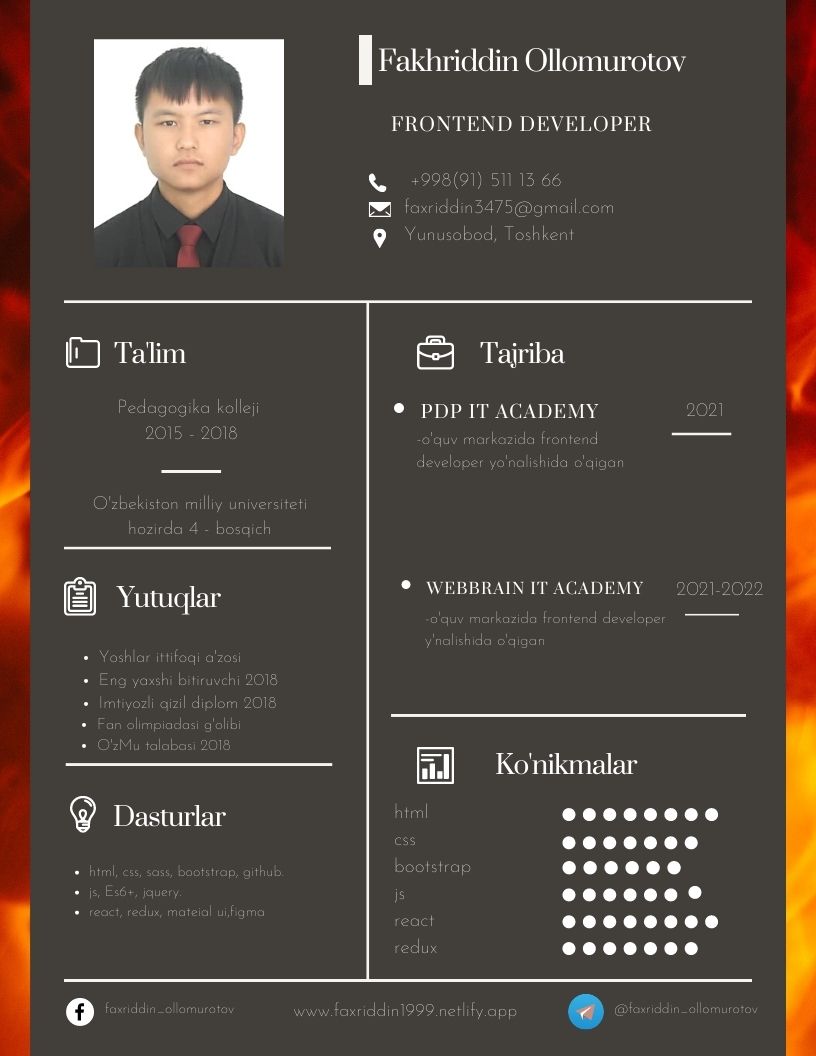 Fakhriddin Ollomurotov
FRONTEND DEVELOPER
+998(91) 511 13 66
faxriddin3475@gmail.com
Yunusobod, Toshkent
Ta'lim
Pedagogika kolleji
2015 - 2018
O'zbekiston milliy universiteti
hozirda 4 - bosqich
Yutuqlar
Yoshlar ittifoqi a'zosi
Eng yaxshi bitiruvchi 2018
Imtiyozli qizil diplom 2018
Fan olimpiadasi g'olibi
O'zMu talabasi 2018
Dasturlar
html, css, sass, bootstrap, github.
js, Es6+, jquery.
react, redux, mateial ui,figma
Tajriba
PDP IT ACADEMY 2021
-o'quv markazida frontend
developer yo'nalishida o'qigan
WEBBRAIN IT ACADEMY 2021-2022
-o'quv markazida frontend developer
y'nalishida o'qigan
Ko'nikmalar
html
css
bootstrap
js
react
redux
faxriddin_ollomurotov www.faxriddin1999.netlify.app @faxriddin_ollomurotov